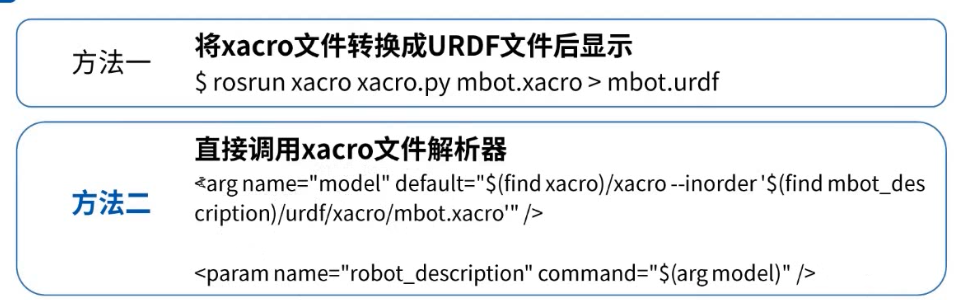 方法一
将xacro文件转换成URDF文件后显示
$ rosrun xacro xacro.py mbot.xacro > mbot.urdf
方法二
直接调用xacro文件解析器
<arg name="model" default="$(find xacro)/xacro --inorder '$(find mbot_des
cription)/urdf/xacro/mbot.xacro'" />
<param name="robot_description" command="$(arg model)" />